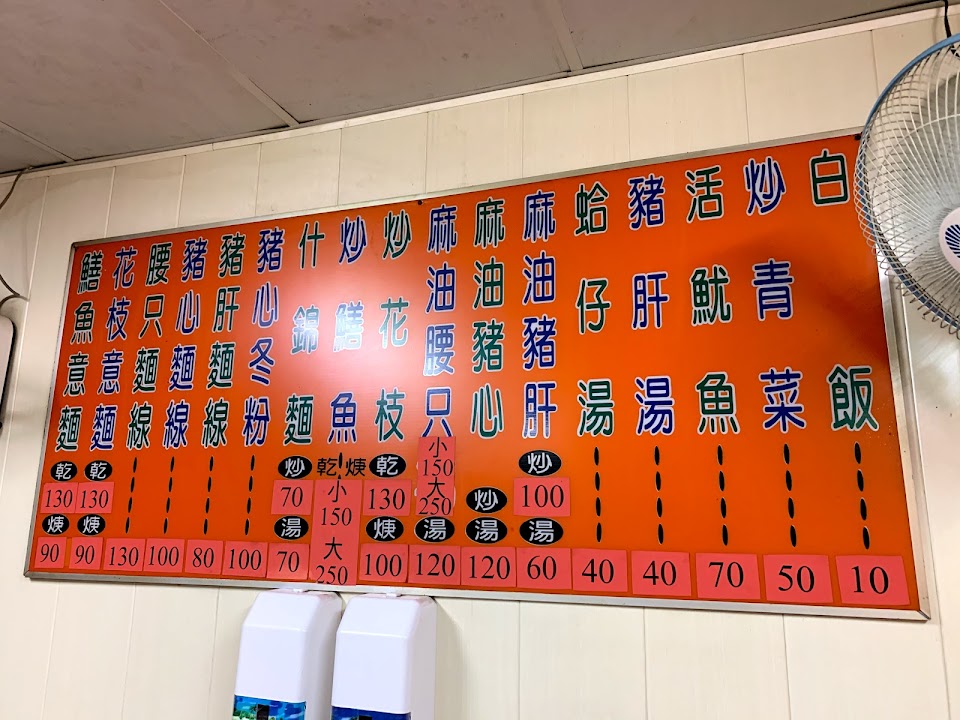 鱔魚意麵 乾 130 焿 90
花枝意麵 乾 130 焿 90
腰只麵線 130
豬心麵線 100
豬肝麵線 80
豬心冬粉 100
什錦麵 炒 70 湯 70
炒鱔魚 乾 焿 小 150 大 250
炒花枝 乾 130 焿 100
麻油腰只 小 150 大 250 湯 120
麻油豬心 炒 湯 120
麻油豬肝 炒 100 湯 60
蛤仔湯 40
豬肝湯 40
活魷魚 70
炒青菜 50
白飯 10